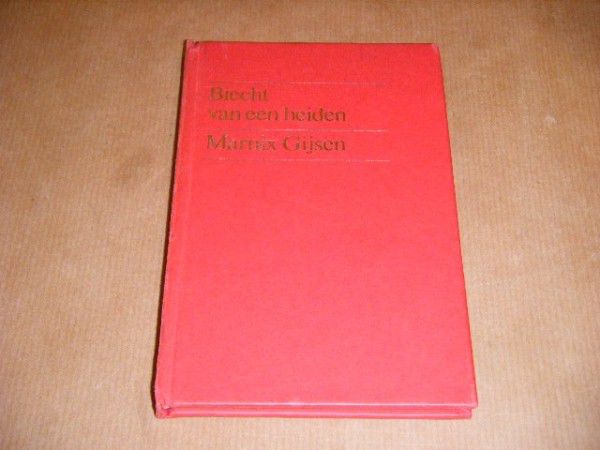 Biecht
van een heiden
Marnix Gijsen